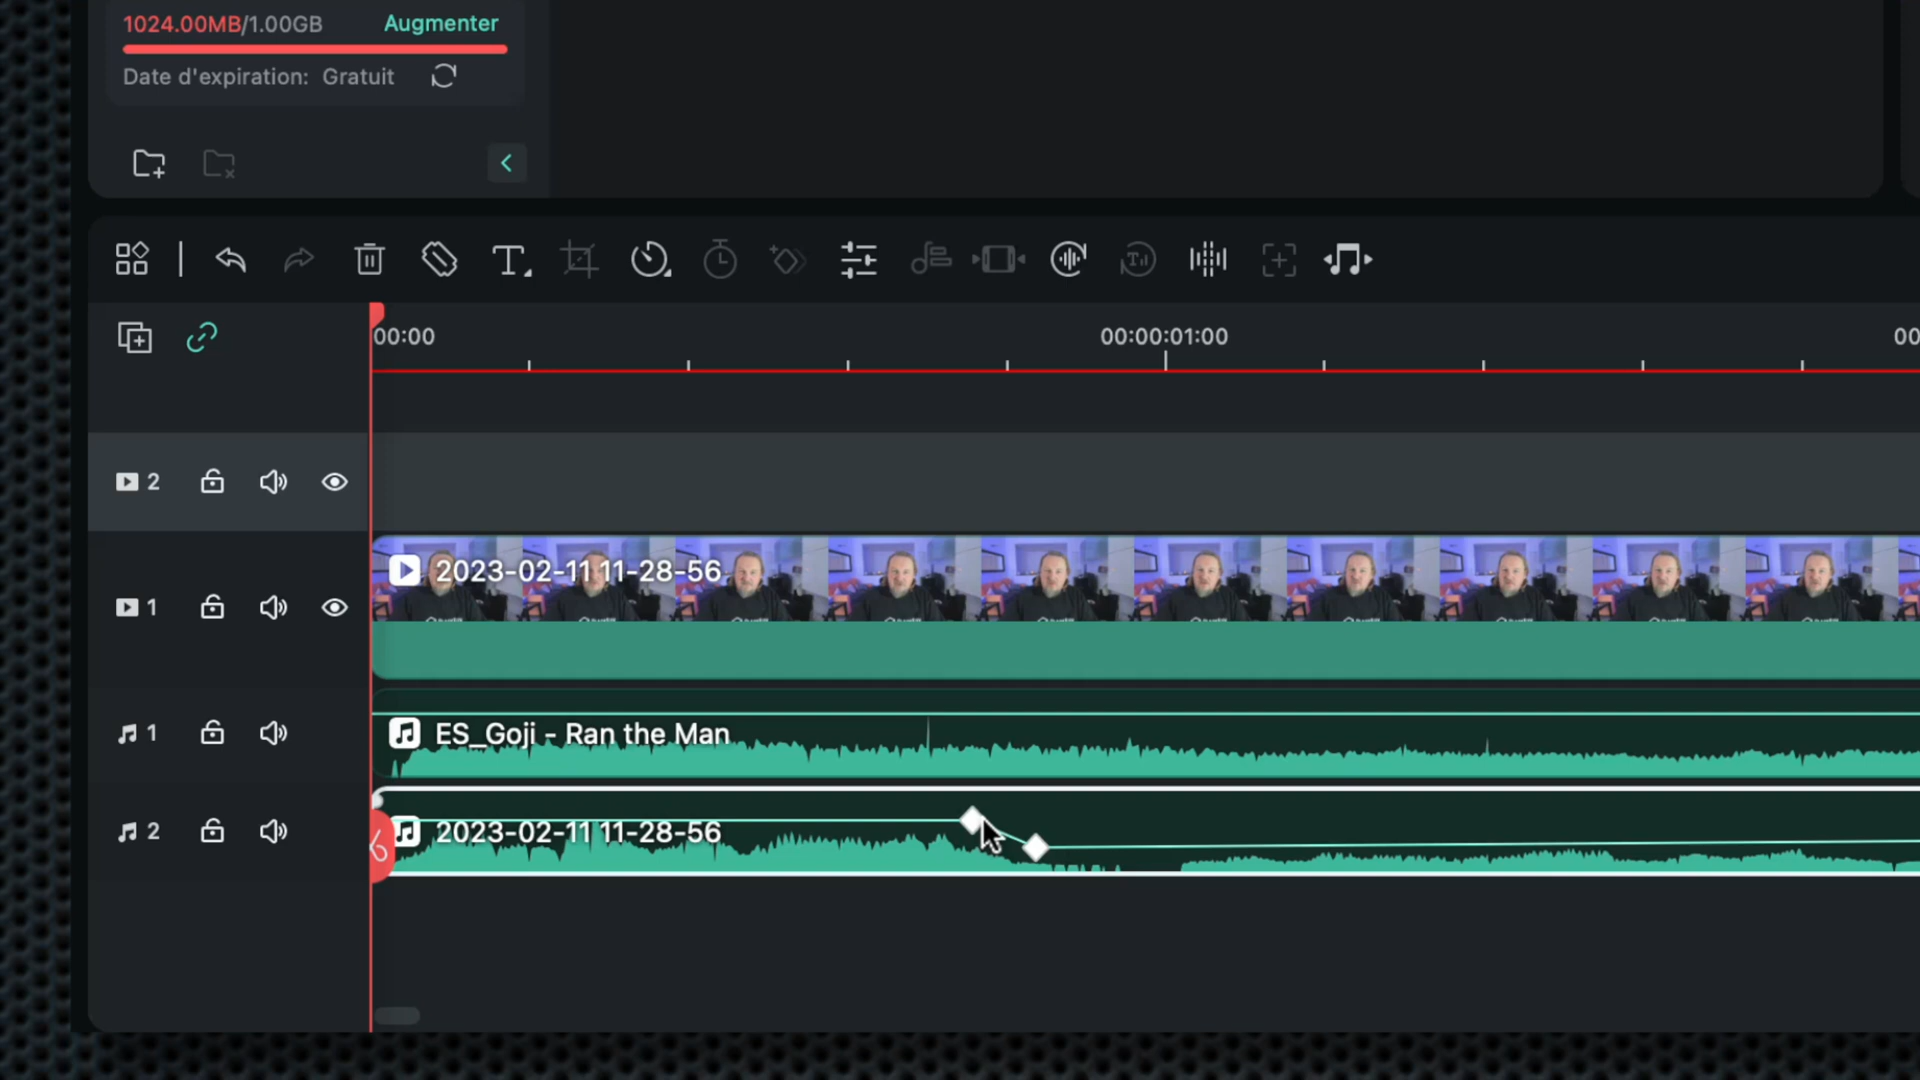 1024.00MB/1.00GB Augmenter
Date d'expiration: Gratuit
00:00 00:00:01:00 00
2
2023-02-11 11-28-56
1
ES_Goji - Ran the Man
1
2023-02-11 11-28-56
2